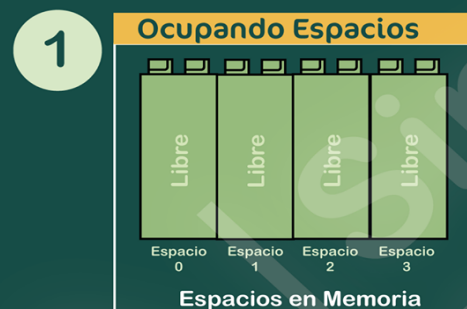 1
Ocupando Espacios
Libre Libre Libre Libre
Espacio Espacio Espacio Espacio
0 1 2 3
Espacios en Memoria